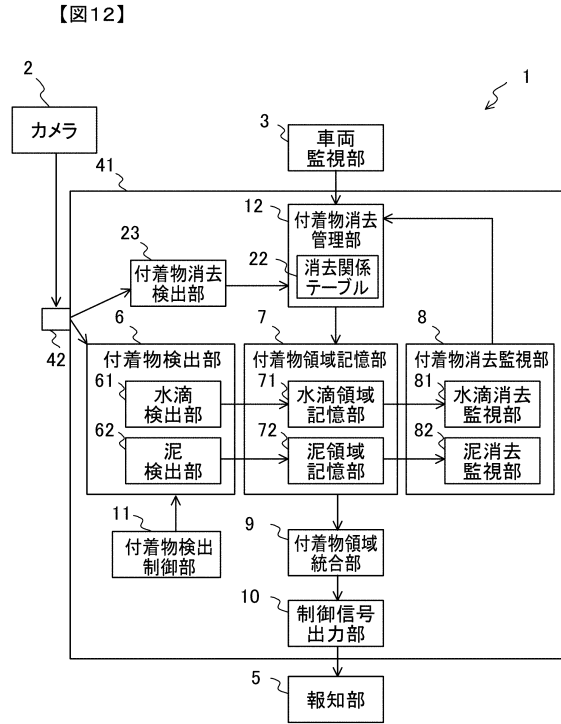 【図12】
1
2
カメラ
3
車両
監視部
41
12
付着物消去
管理部
22
消去関係
テーブル
23
付着物消去
検出部
42
6
付着物検出部
61
水滴
検出部
62
泥
検出部
7
付着物領域記憶部
71
水滴領域
記憶部
72
泥領域
記憶部
8
付着物消去監視部
81
水滴消去
監視部
82
泥消去
監視部
11
付着物検出
制御部
9
付着物領域
統合部
10
制御信号
出力部
5
報知部